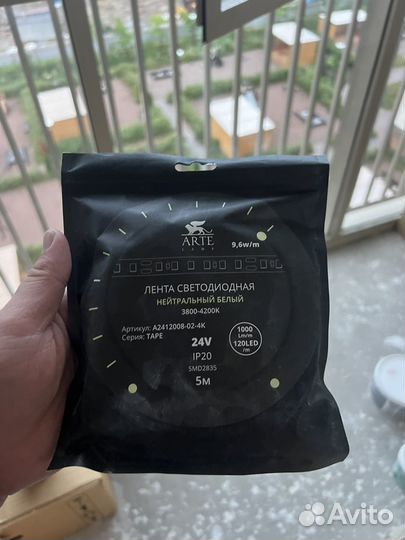 ARTE
LAMP
9,6w/m
ЛЕНТА СВЕТОДИОДНАЯ
НЕЙТРАЛЬНЫЙ БЕЛЫЙ
3800-4200K
Артикул: A2412008-02-4K
Серия: TAPE
24V
IP20
SMD2835
5М
1000
Lm/m
120LED
/m
Avito